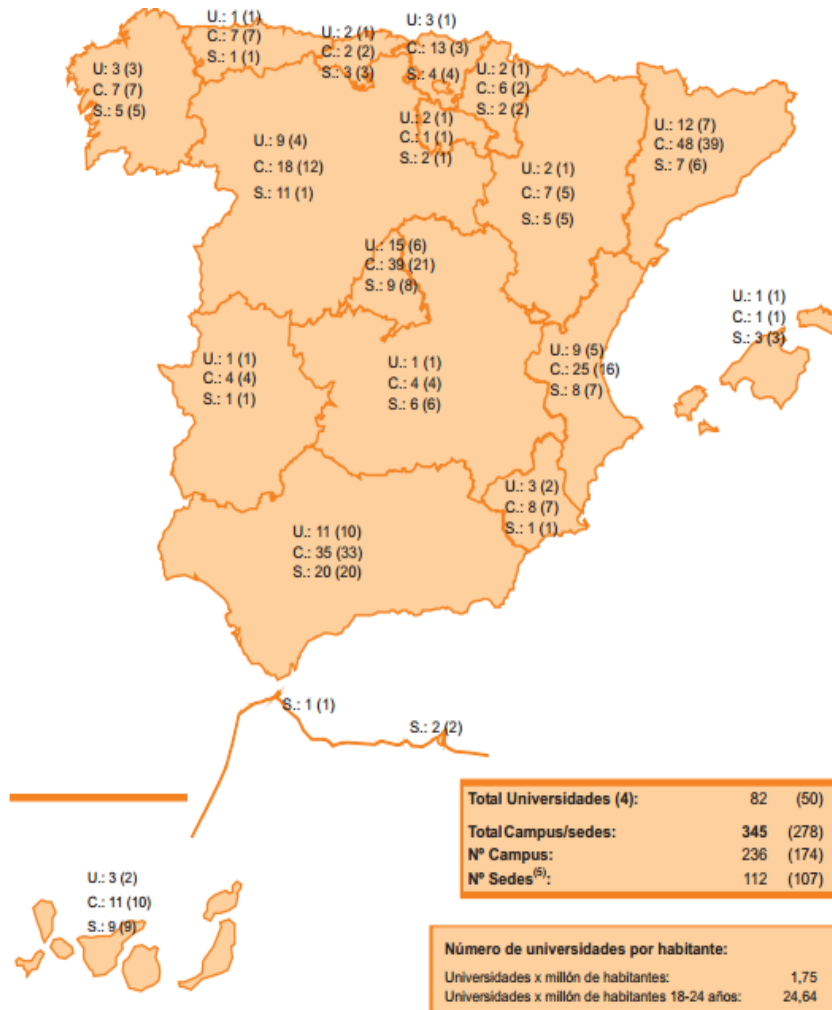 U.: 1 (1)
C.: 7 (7)
S.: 1 (1)
U.: 2 (1)
C.: 2 (2)
S.: 3 (3)
U: 3 (1)
C.: 13 (3)
S.: 4 (4)
U.: 2 (1)
C.: 6 (2)
S.: 2 (2)
U: 3 (3)
C.: 7 (7)
S.: 5 (5)
U.: 9 (4)
C.: 18 (12)
S.: 11 (1)
U.: 2 (1)
C.: 1 (1)
S.: 2 (1)
U.: 2 (1)
C.: 7 (5)
S.: 5 (5)
U.: 12 (7)
C.: 48 (39)
S.: 7 (6)
U.: 15 (6)
C.: 39 (21)
S.: 9 (8)
U.: 1 (1)
C.: 1 (1)
S.: 3 (3)
U.: 1 (1)
C.: 4 (4)
S.: 1 (1)
U.: 1 (1)
C.: 4 (4)
S.: 6 (6)
U.: 9 (5)
C.: 25 (16)
S.: 8 (7)
U.: 3 (2)
C.: 8 (7)
S.: 1 (1)
U.: 11 (10)
C.: 35 (33)
S.: 20 (20)
S.: 1 (1)
S.: 2 (2)
U.: 3 (2)
C.: 11 (10)
S.: 9 (9)
Total Universidades (4): 82 (50)
Total Campus/sedes: 345 (278)
Nº Campus: 236 (174)
Nº Sedes(5): 112 (107)
Número de universidades por habitante:
Universidades x millón de habitantes: 1,75
Universidades x millón de habitantes 18-24 años: 24,64